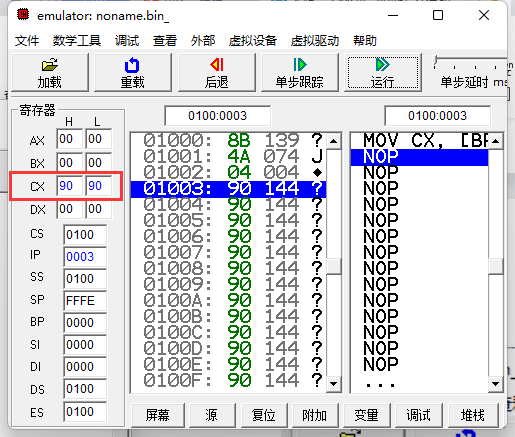 emulator: noname.bin_
文件 数学工具 调试 查看 外部 虚拟设备 虚拟驱动 帮助
加载 重载 后退 单步跟踪 运行 单步延时 ms
寄存器
H L
AX 00 00
BX 00 00
CX 90 90
DX 00 00
CS 0100
IP 0003
SS 0100
SP FFFE
BP 0000
SI 0000
DI 0000
DS 0100
ES 0100
0100:0003
01000: 8B 139 ?
01001: 4A 074 J
01002: 04 004 ♦
01003: 90 144 ?
01004: 90 144 ?
01005: 90 144 ?
01006: 90 144 ?
01007: 90 144 ?
01008: 90 144 ?
01009: 90 144 ?
0100A: 90 144 ?
0100B: 90 144 ?
0100C: 90 144 ?
0100D: 90 144 ?
0100E: 90 144 ?
0100F: 90 144 ?
0100:0003
MOV CX, [BP
NOP
NOP
NOP
NOP
NOP
NOP
NOP
NOP
NOP
NOP
NOP
NOP
NOP
NOP
...
屏幕 源 复位 附加 变量 调试 堆栈